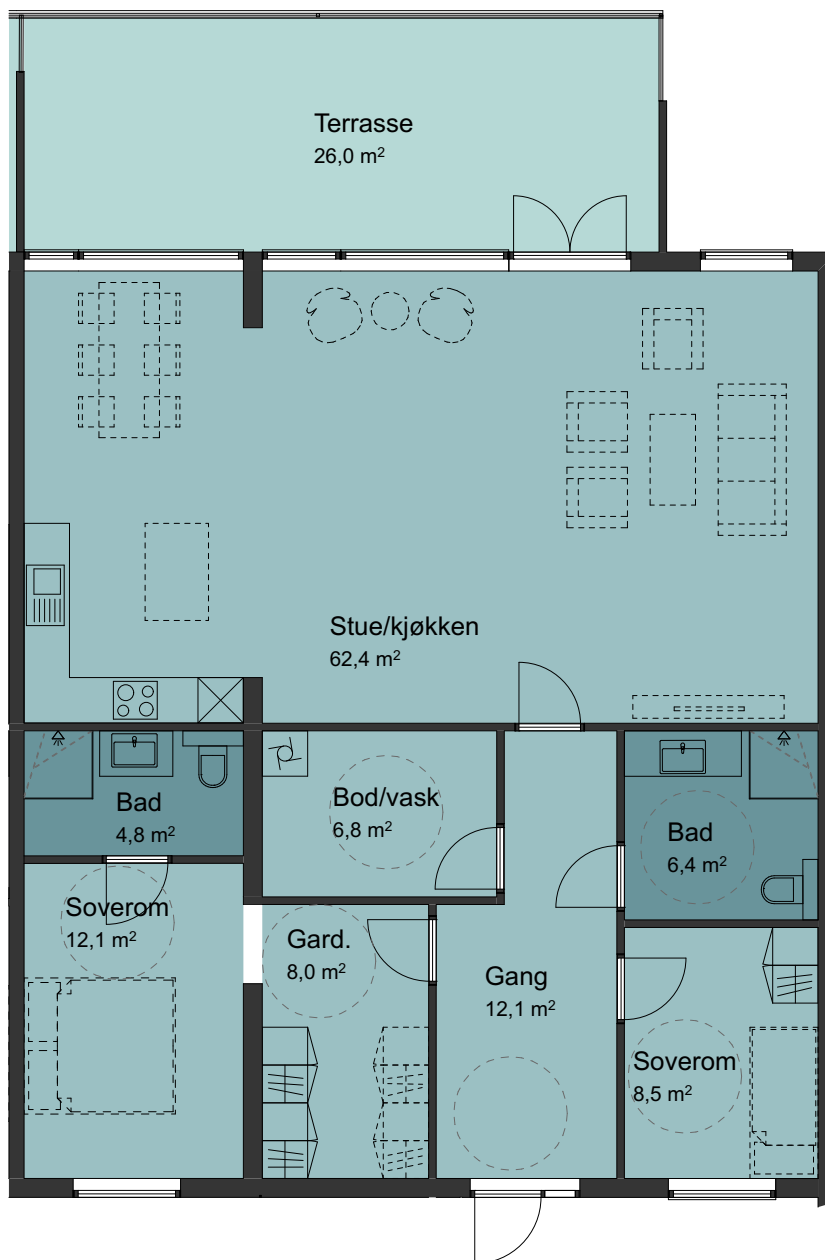 Terrasse
26,0 m²
Stue/kjøkken
62,4 m²
Bad
4,8 m²
Bod/vask
6,8 m²
Bad
6,4 m²
Soverom
12,1 m²
Gard.
8,0 m²
Gang
12,1 m²
Soverom
8,5 m²